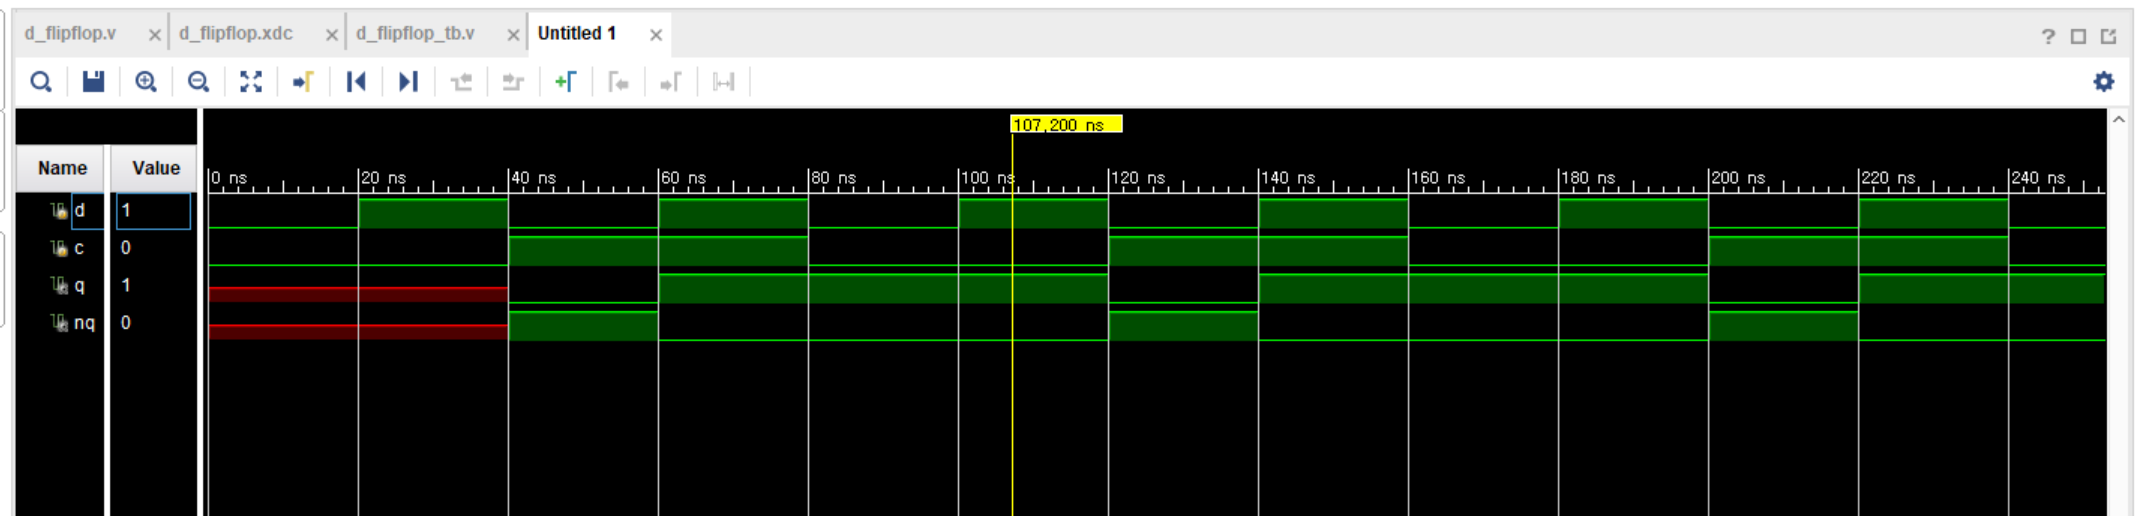 d_flipflop.v × d_flipflop.xdc × d_flipflop_tb.v × Untitled 1 ×
107,200 ns
Name Value
0 ns 20 ns 40 ns 60 ns 80 ns 100 ns 120 ns 140 ns 160 ns 180 ns 200 ns 220 ns 240 ns
d 1
c 0
q 1
nq 0